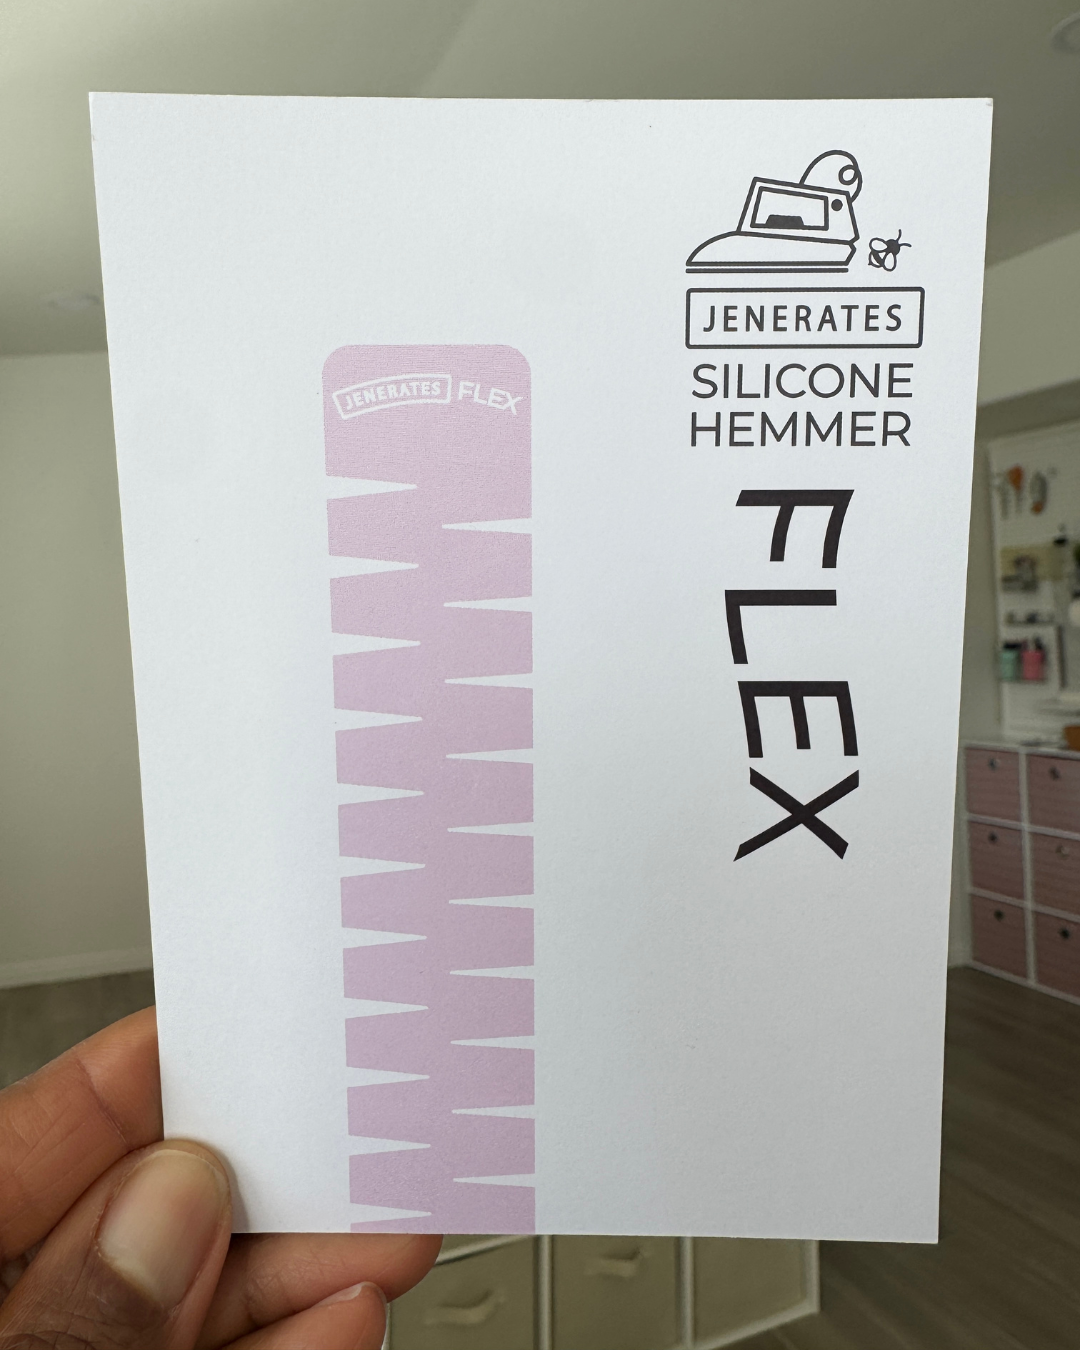 JENERATES
SILICONE
HEMMER
FLEX
JENERATES FLEX